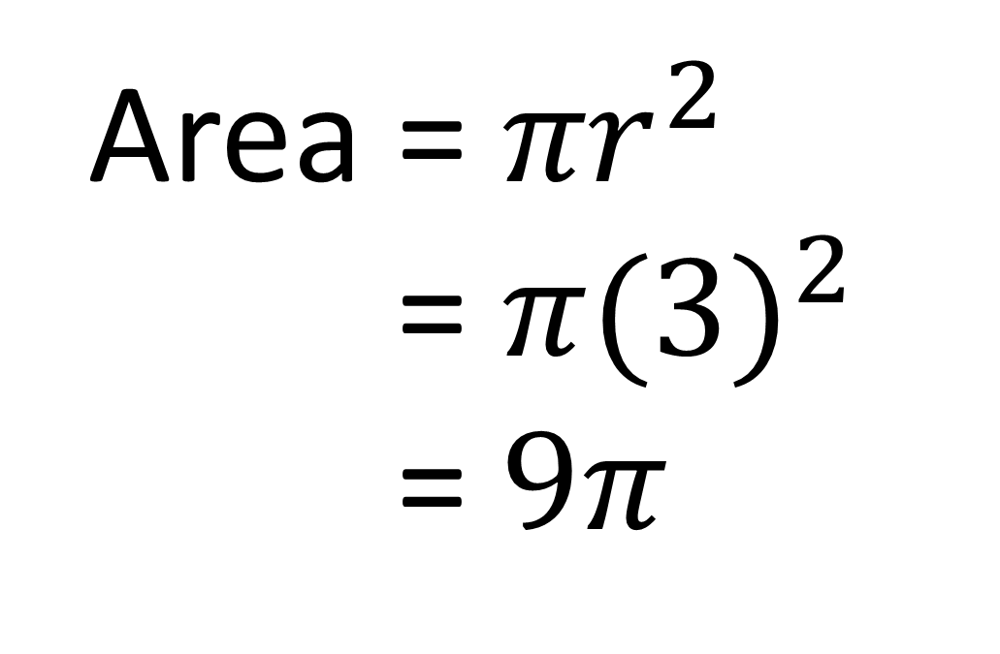 Area = 𝜋𝑟²
= 𝜋(3)²
= 9𝜋